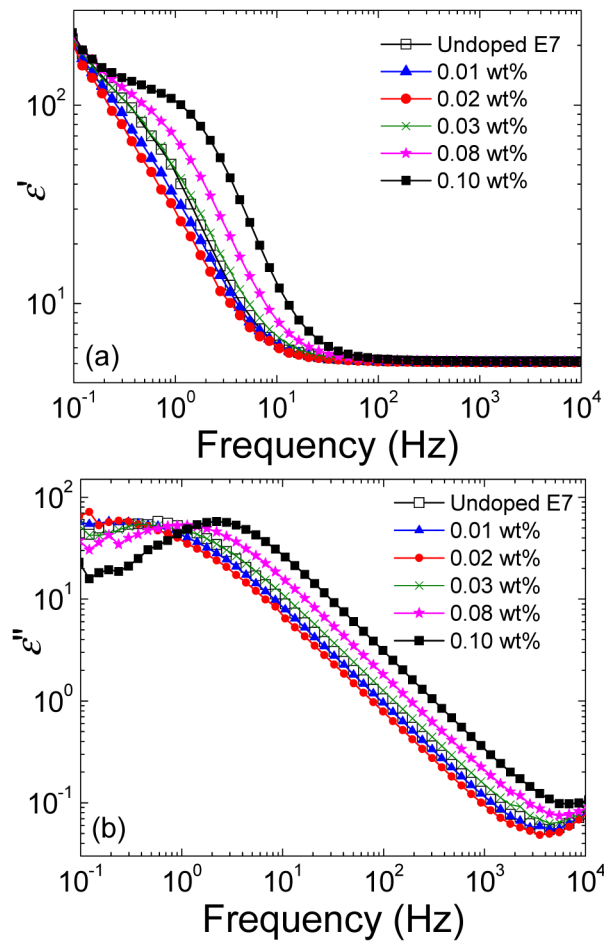 ε'
10²
10¹
Undoped E7
0.01 wt%
0.02 wt%
0.03 wt%
0.08 wt%
0.10 wt%
(a)
10⁻¹ 10⁰ 10¹ 10² 10³ 10⁴
Frequency (Hz)
ε"
10²
10¹
10⁰
10⁻¹
Undoped E7
0.01 wt%
0.02 wt%
0.03 wt%
0.08 wt%
0.10 wt%
(b)
10⁻¹ 10⁰ 10¹ 10² 10³ 10⁴
Frequency (Hz)